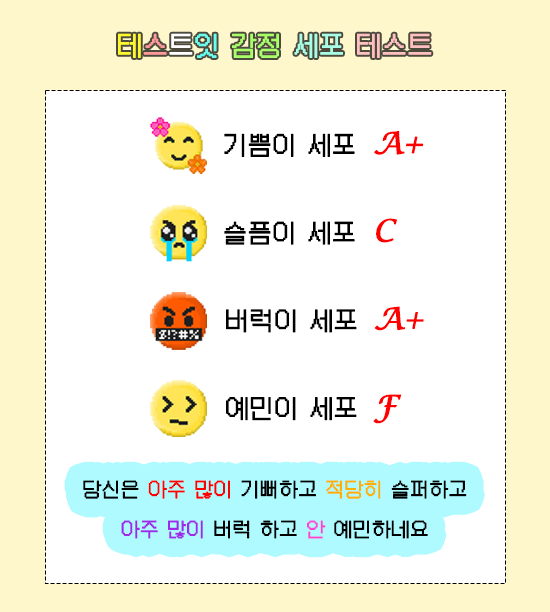 테스트잇 감정 세포 테스트
기쁨이 세포 A+
슬픔이 세포 C
버럭이 세포 A+
$!?#%
예민이 세포 F
당신은 아주 많이 기뻐하고 적당히 슬퍼하고
아주 많이 버럭 하고 안 예민하네요